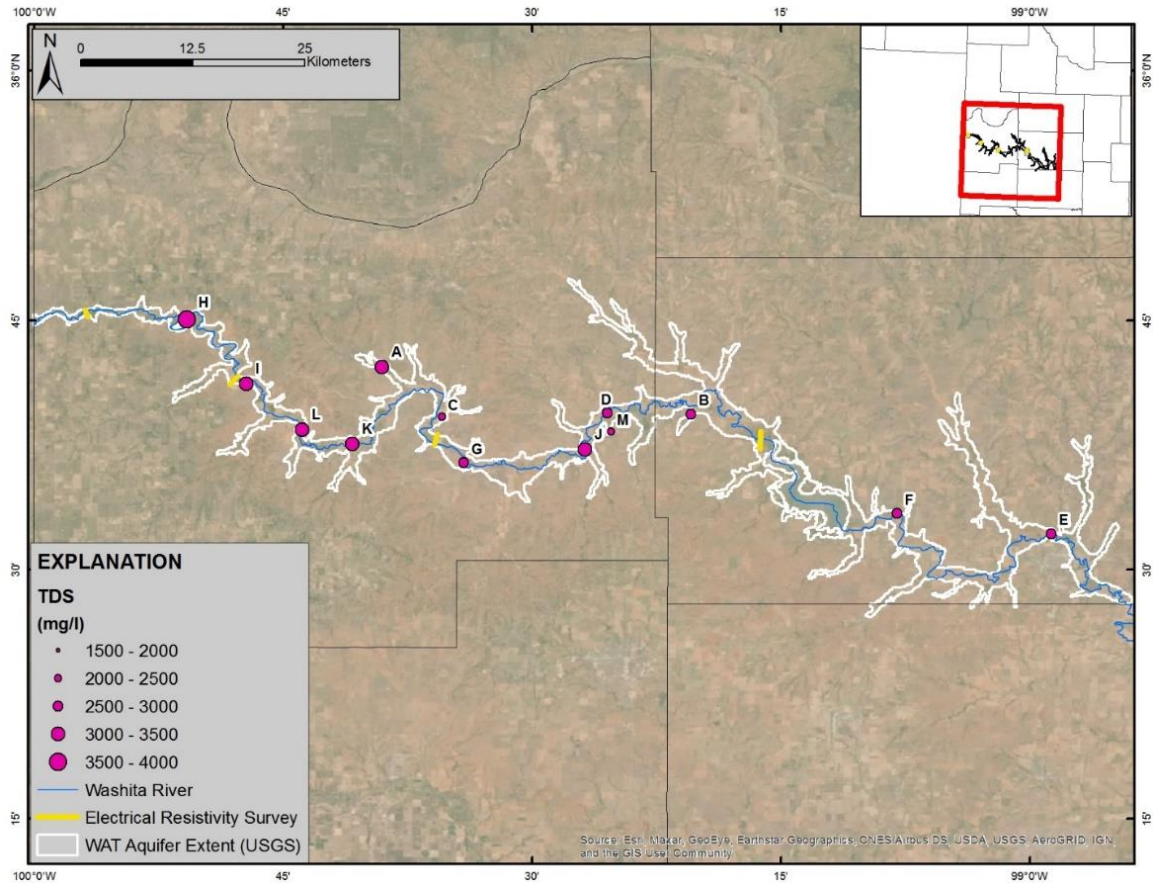 100°0'W 45' 30' 15' 99°0'W
N
0 12.5 25
Kilometers
36°0'N
36°0'N
45'
45'
H
A
I
C
D
B
M
L
K
J
G
F
E
30'
30'
EXPLANATION
TDS
(mg/l)
1500 - 2000
2000 - 2500
2500 - 3000
3000 - 3500
3500 - 4000
Washita River
Electrical Resistivity Survey
WAT Aquifer Extent (USGS)
15'
15'
Source: Esri, Maxar, GeoEye, Earthstar Geographics, CNES/Airbus DS, USDA, USGS, AeroGRID, IGN,
and the GIS User Community
100°0'W 45' 30' 15' 99°0'W